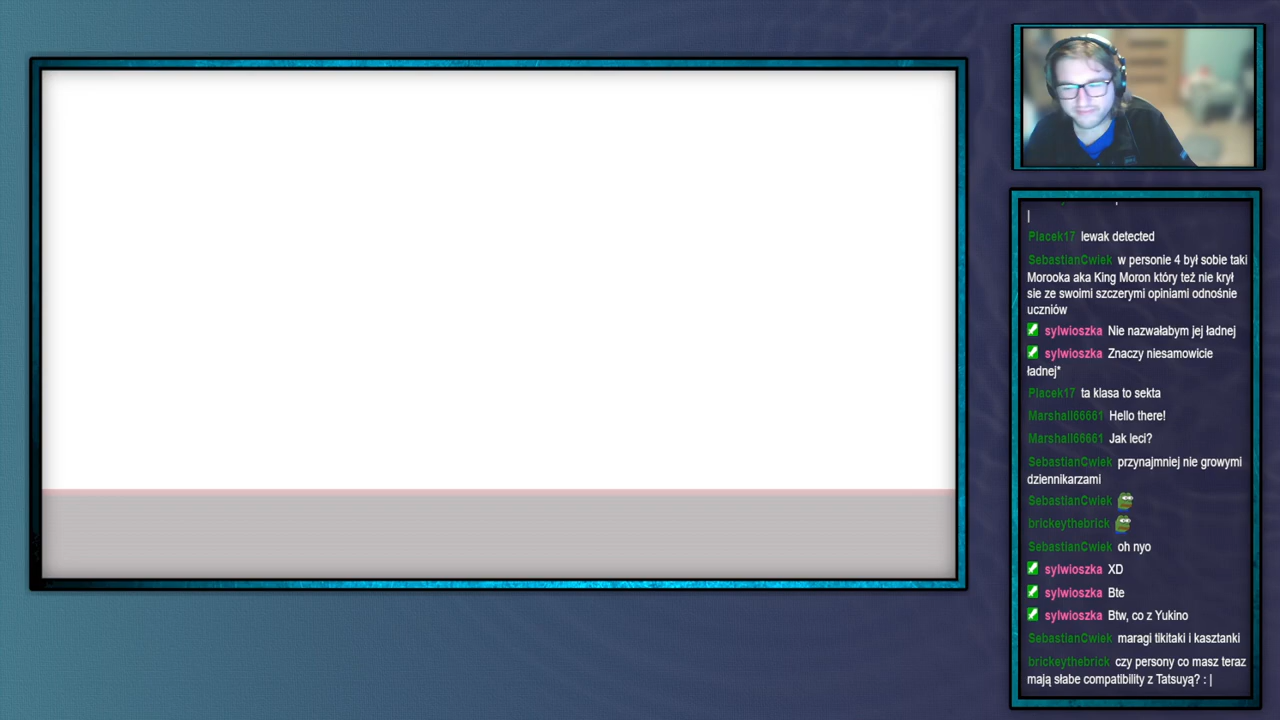 |
Placek17 lewak detected
SebastianCwiek w personie 4 był sobie taki
Morooka aka King Moron który też nie krył
sie ze swoimi szczerymi opiniami odnośnie
uczniów
sylwioszka Nie nazwałabym jej ładnej
sylwioszka Znaczy niesamowicie
ładnej*
Placek17 ta klasa to sekta
Marshall66661 Hello there!
Marshall66661 Jak leci?
SebastianCwiek przynajmniej nie growymi
dziennikarzami
SebastianCwiek
brickeythebrick
SebastianCwiek oh nyo
sylwioszka XD
sylwioszka Bte
sylwioszka Btw, co z Yukino
SebastianCwiek maragi tikitaki i kasztanki
brickeythebrick czy persony co masz teraz
mają słabe compatibility z Tatsuyą? : |